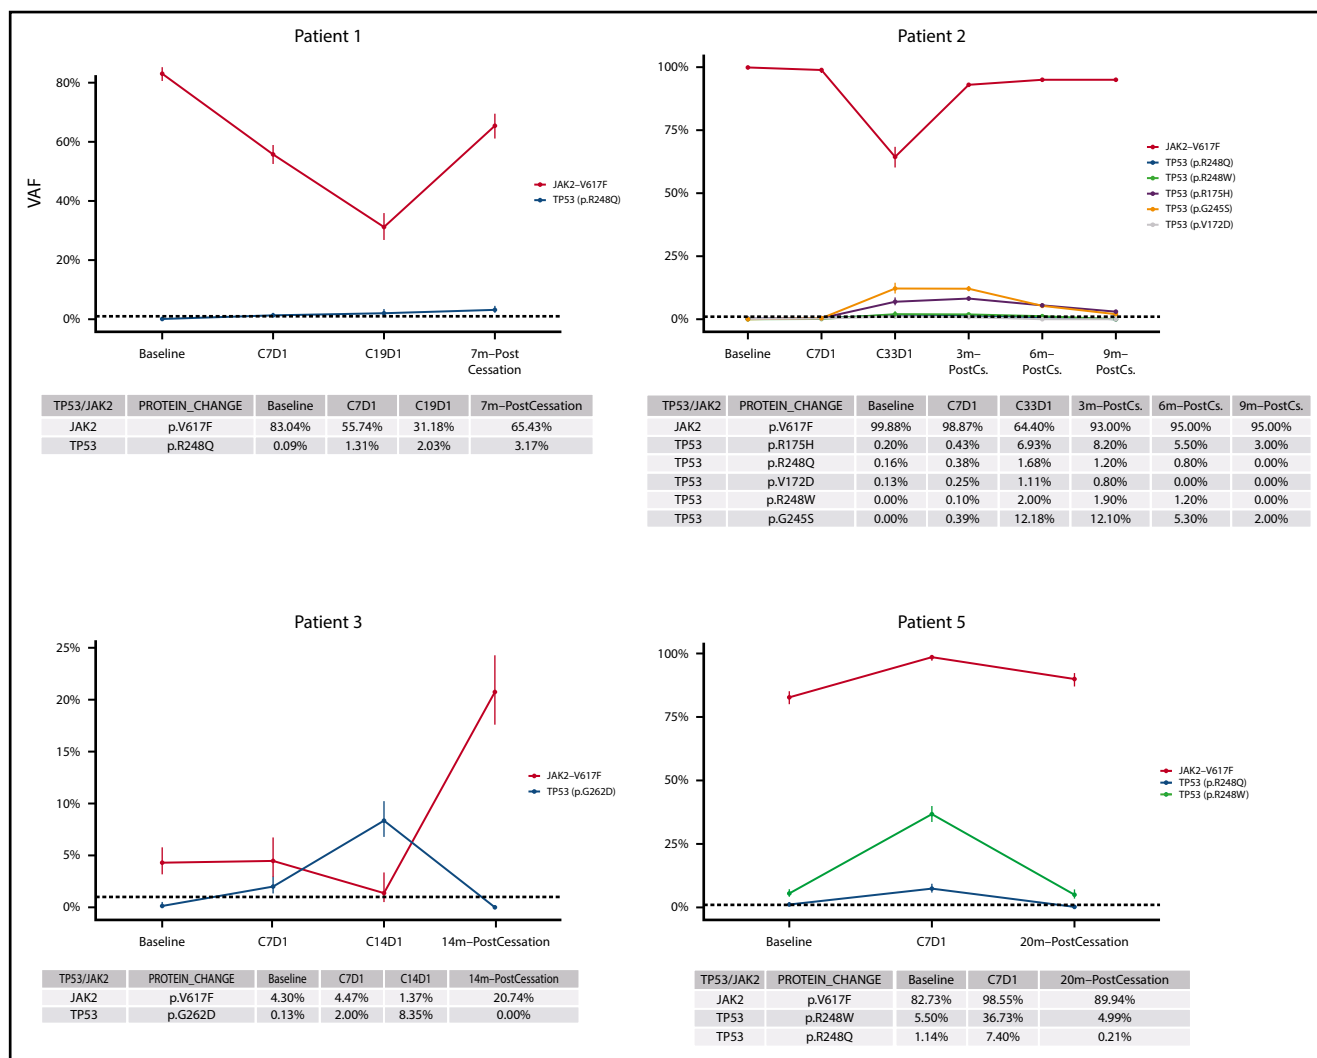 Patient 1
VAF
80%
60%
40%
20%
0%
Baseline
C7D1
C19D1
7m–Post
Cessation
JAK2–V617F
TP53 (p.R248Q)
TP53/JAK2 PROTEIN_CHANGE Baseline C7D1 C19D1 7m–PostCessation
JAK2 p.V617F 83.04% 55.74% 31.18% 65.43%
TP53 p.R248Q 0.09% 1.31% 2.03% 3.17%
Patient 2
100%
75%
50%
25%
0%
Baseline
C7D1
C33D1
3m–
PostCs.
6m–
PostCs.
9m–
PostCs.
JAK2–V617F
TP53 (p.R248Q)
TP53 (p.R248W)
TP53 (p.R175H)
TP53 (p.G245S)
TP53 (p.V172D)
TP53/JAK2 PROTEIN_CHANGE Baseline C7D1 C33D1 3m–PostCs. 6m–PostCs. 9m–PostCs.
JAK2 p.V617F 99.88% 98.87% 64.40% 93.00% 95.00% 95.00%
TP53 p.R175H 0.20% 0.43% 6.93% 8.20% 5.50% 3.00%
TP53 p.R248Q 0.16% 0.38% 1.68% 1.20% 0.80% 0.00%
TP53 p.V172D 0.13% 0.25% 1.11% 0.80% 0.00% 0.00%
TP53 p.R248W 0.00% 0.10% 2.00% 1.90% 1.20% 0.00%
TP53 p.G245S 0.00% 0.39% 12.18% 12.10% 5.30% 2.00%
Patient 3
25%
20%
15%
10%
5%
0%
Baseline
C7D1
C14D1
14m–PostCessation
JAK2–V617F
TP53 (p.G262D)
TP53/JAK2 PROTEIN_CHANGE Baseline C7D1 C14D1 14m–PostCessation
JAK2 p.V617F 4.30% 4.47% 1.37% 20.74%
TP53 p.G262D 0.13% 2.00% 8.35% 0.00%
Patient 5
100%
75%
50%
25%
0%
Baseline
C7D1
20m–PostCessation
JAK2–V617F
TP53 (p.R248Q)
TP53 (p.R248W)
TP53/JAK2 PROTEIN_CHANGE Baseline C7D1 20m–PostCessation
JAK2 p.V617F 82.73% 98.55% 89.94%
TP53 p.R248W 5.50% 36.73% 4.99%
TP53 p.R248Q 1.14% 7.40% 0.21%